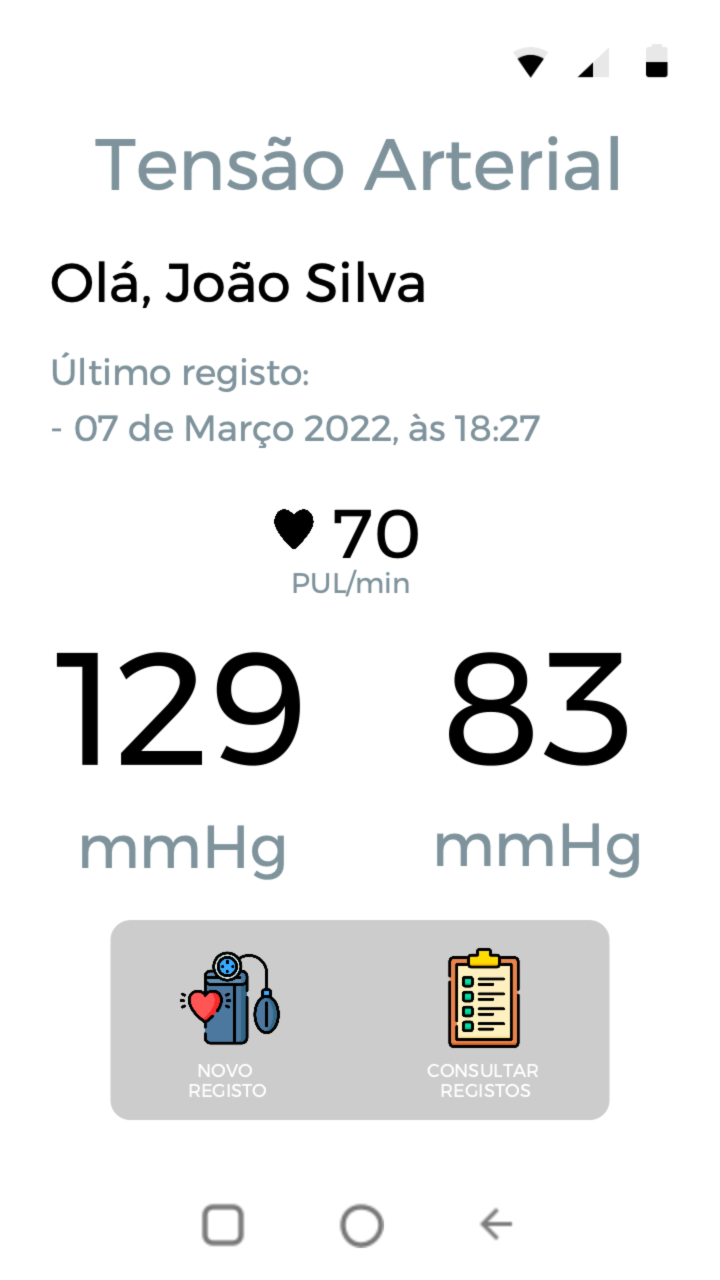 Tensão Arterial
Olá, João Silva
Último registo:
- 07 de Março 2022, às 18:27
70
PUL/min
129 83
mmHg mmHg
NOVO CONSULTAR
REGISTO REGISTOS